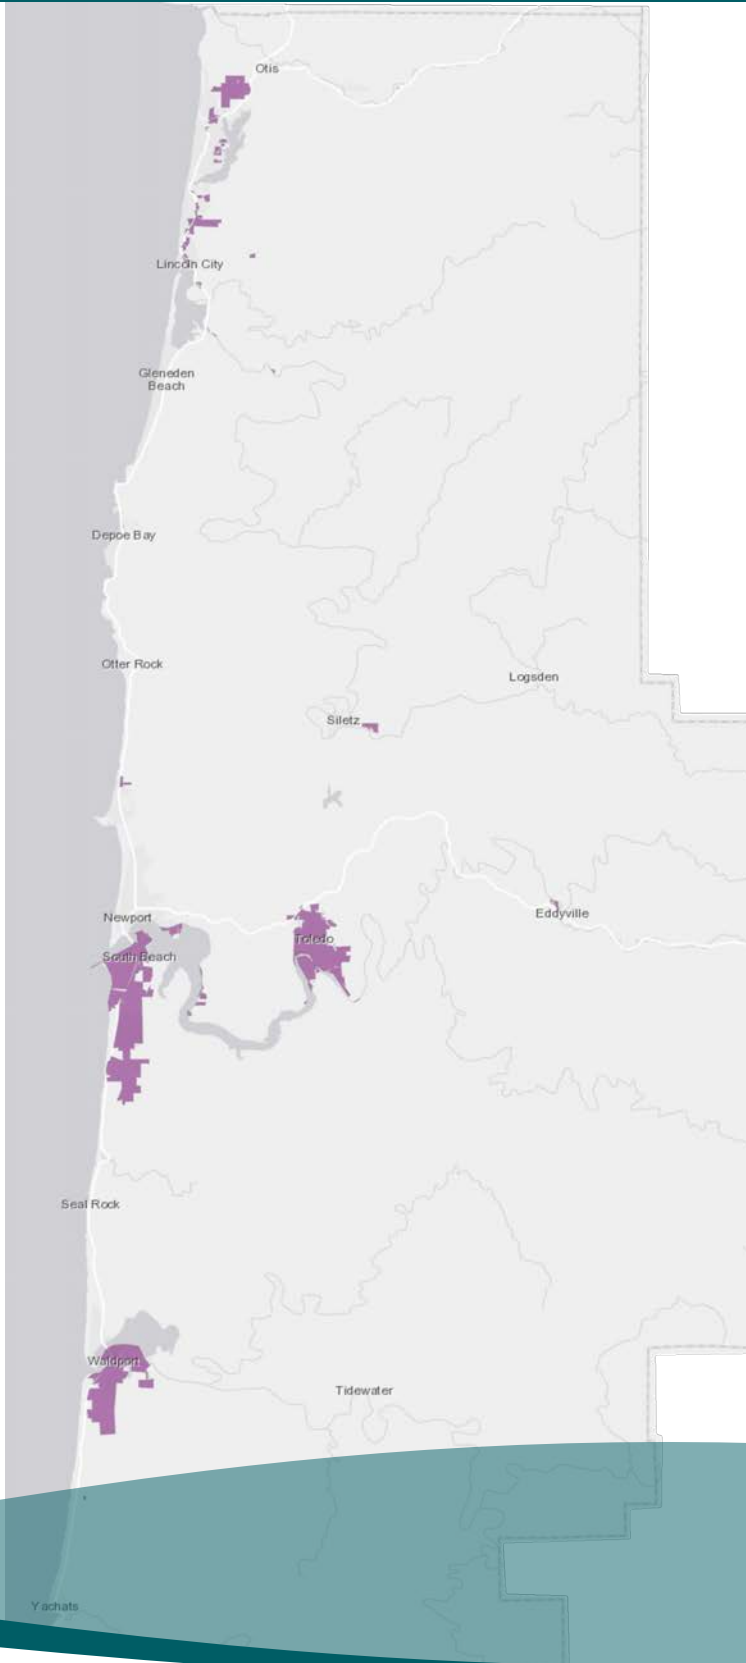 Otis
Lincoln City
Gleneden
Beach
Depoe Bay
Otter Rock
Logsden
Siletz
Eddyville
Newport
Toledo
South Beach
Seal Rock
Waldport
Tidewater
Yachats